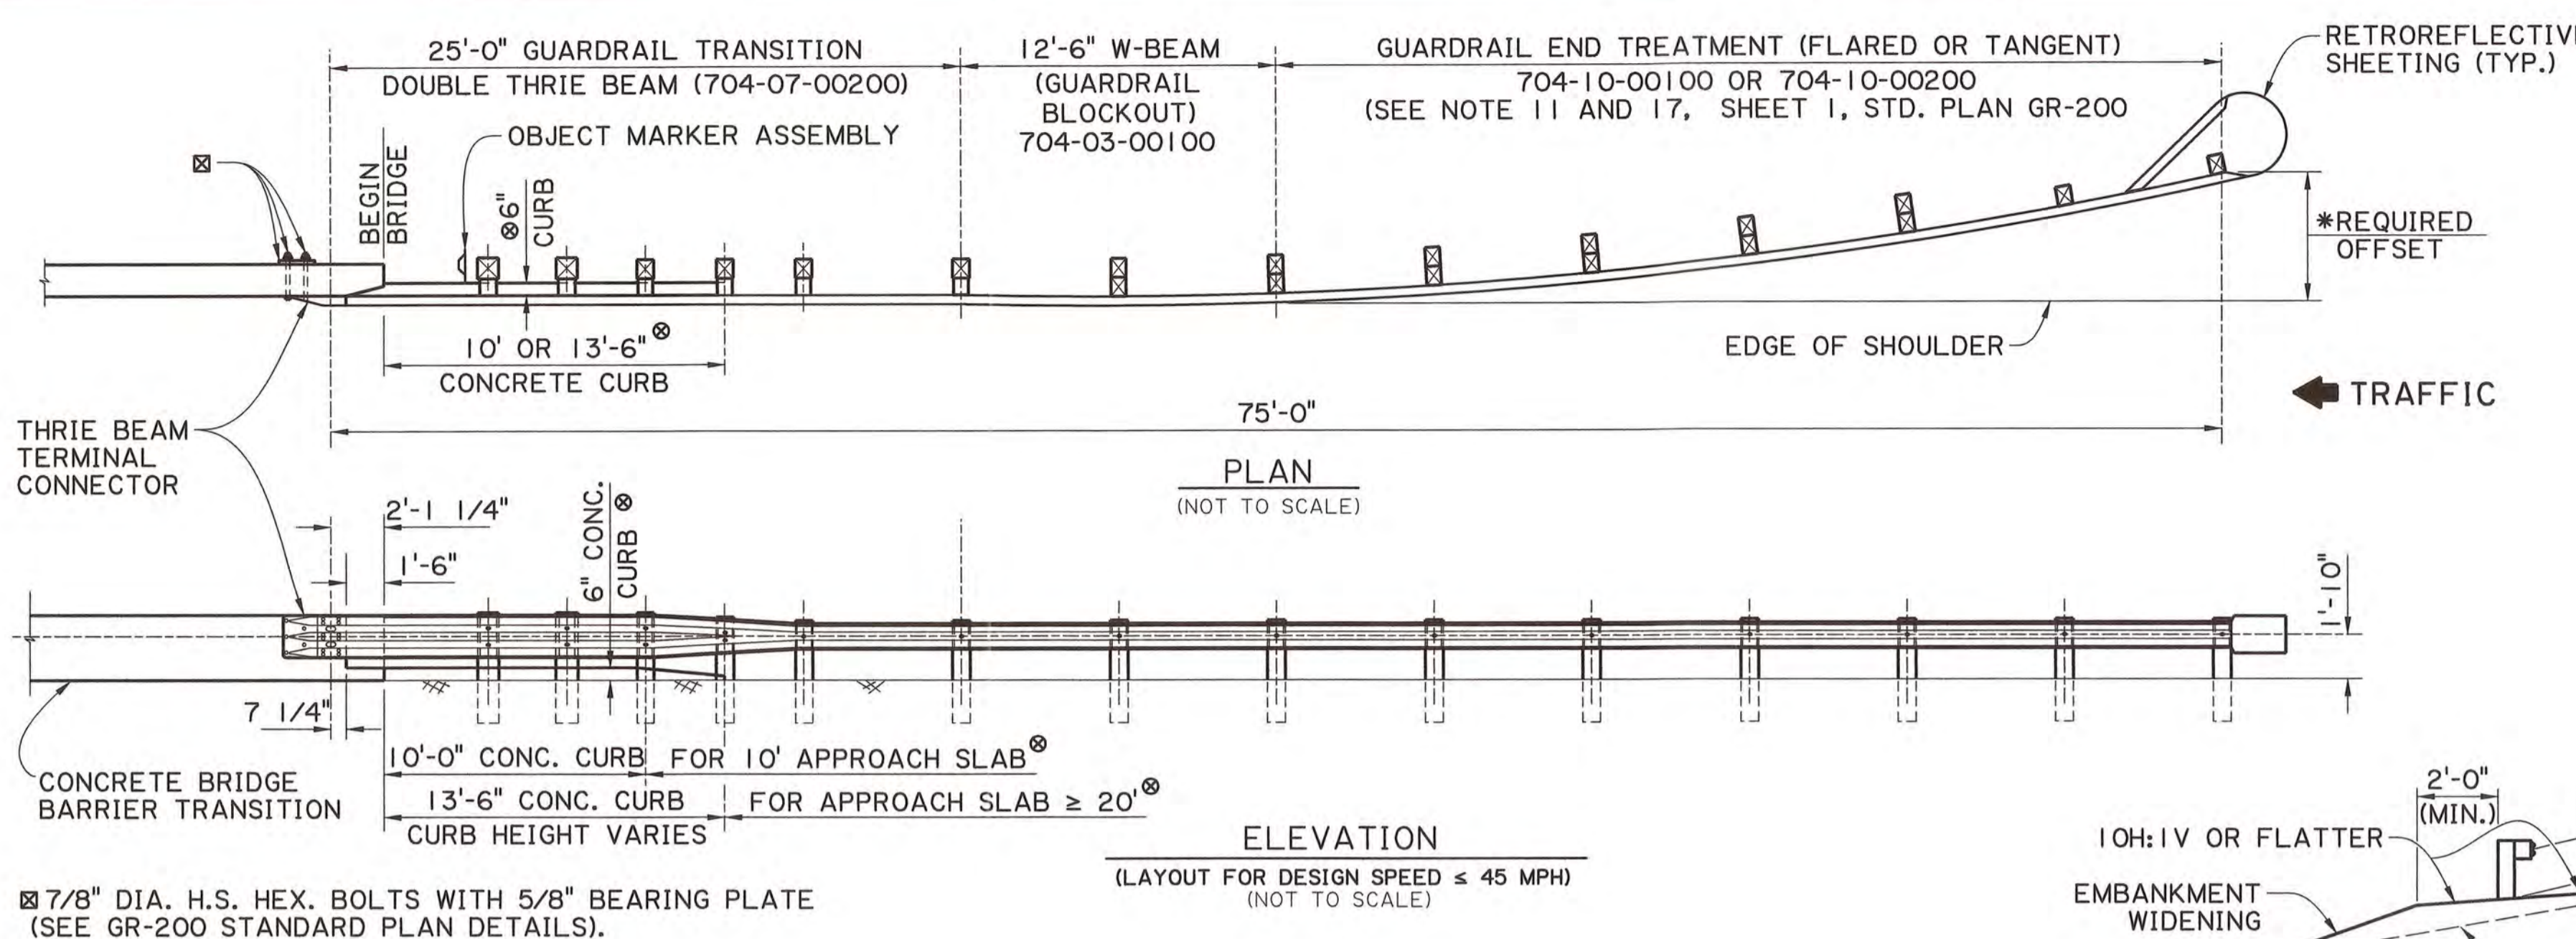 25'-0" GUARDRAIL TRANSITION
DOUBLE THRIE BEAM (704-07-00200)
12'-6" W-BEAM
(GUARDRAIL
BLOCKOUT)
704-03-00100
GUARDRAIL END TREATMENT (FLARED OR TANGENT)
704-10-00100 OR 704-10-00200
(SEE NOTE 11 AND 17, SHEET 1, STD. PLAN GR-200
RETROREFLECTIVE
SHEETING (TYP.)
OBJECT MARKER ASSEMBLY
⊠
BEGIN
BRIDGE
⊗6"
CURB
*REQUIRED
OFFSET
10' OR 13'-6"⊗
CONCRETE CURB
EDGE OF SHOULDER
TRAFFIC
75'-0"
THRIE BEAM
TERMINAL
CONNECTOR
PLAN
(NOT TO SCALE)
2'-1 1/4"
1'-6"
6" CONC.
CURB ⊗
1'-10"
7 1/4"
10'-0" CONC. CURB
FOR 10' APPROACH SLAB⊗
CONCRETE BRIDGE
BARRIER TRANSITION
13'-6" CONC. CURB
FOR APPROACH SLAB ≥ 20'⊗
CURB HEIGHT VARIES
ELEVATION
(LAYOUT FOR DESIGN SPEED ≤ 45 MPH)
(NOT TO SCALE)
2'-0"
(MIN.)
10H:1V OR FLATTER
EMBANKMENT
WIDENING
⊠ 7/8" DIA. H.S. HEX. BOLTS WITH 5/8" BEARING PLATE
(SEE GR-200 STANDARD PLAN DETAILS).